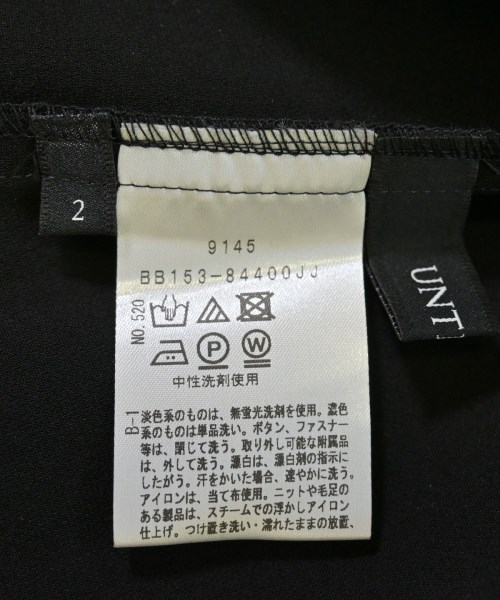 2
9145
BB153-84400JJ
NO.520
中性洗剤使用
B-1
淡色系のものは、無蛍光洗剤を使用。濃色
系のものは単品洗い。ボタン、ファスナー
等は、閉じて洗う。取り外し可能な附属品
は、外して洗う。漂白は、漂白剤の指示に
したがう。汗をかいた場合、速やかに洗う。
アイロンは、当て布使用。ニットや毛足の
ある製品は、スチームでの浮かしアイロン
仕上げ。つけ置き洗い・濡れたままの放置、
UNT